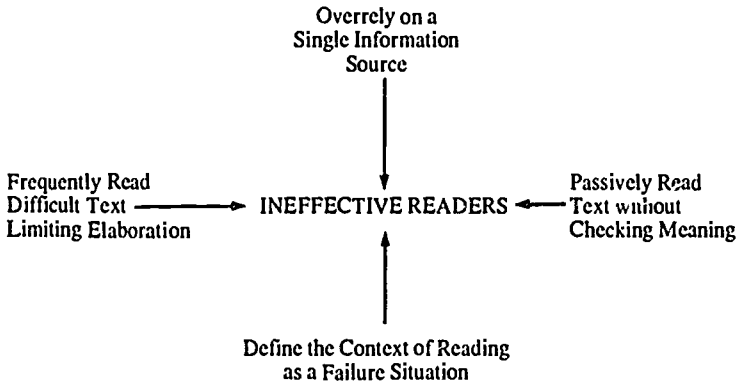 Overrely on a
Single Information
Source
Frequently Read
Difficult Text
Limiting Elaboration
INEFFECTIVE READERS
Passively Read
Text without
Checking Meaning
Define the Context of Reading
as a Failure Situation